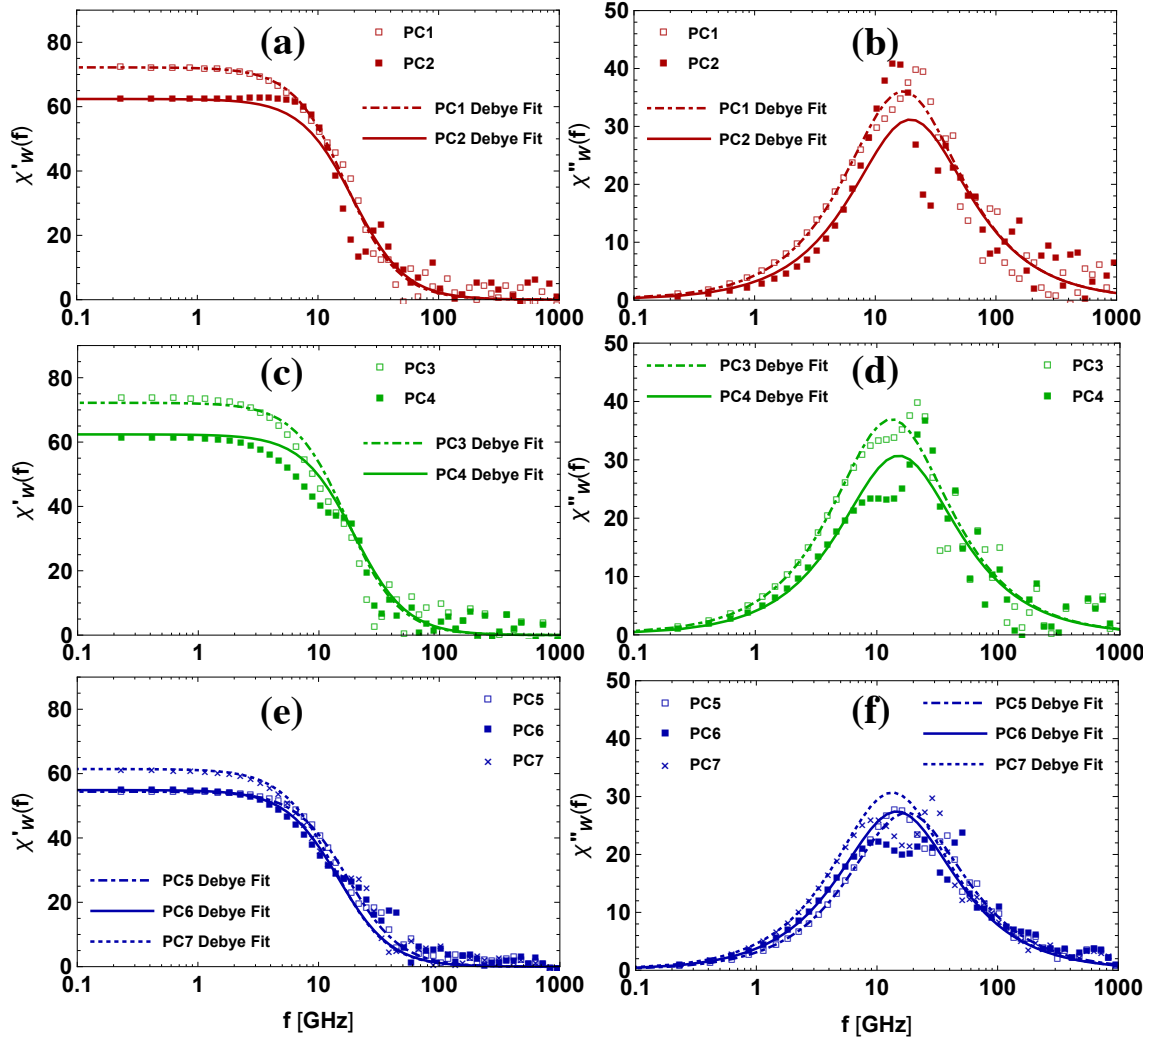 (a)
PC1
PC2
PC1 Debye Fit
PC2 Debye Fit
χ'w(f)
80
60
40
20
0
0.1 1 10 100 1000
(b)
PC1
PC2
PC1 Debye Fit
PC2 Debye Fit
χ"w(f)
50
40
30
20
10
0
0.1 1 10 100 1000
(c)
PC3
PC4
PC3 Debye Fit
PC4 Debye Fit
χ'w(f)
80
60
40
20
0
0.1 1 10 100 1000
(d)
PC3 Debye Fit
PC4 Debye Fit
PC3
PC4
χ"w(f)
50
40
30
20
10
0
0.1 1 10 100 1000
(e)
PC5
PC6
PC7
PC5 Debye Fit
PC6 Debye Fit
PC7 Debye Fit
χ'w(f)
80
60
40
20
0
0.1 1 10 100 1000
f [GHz]
(f)
PC5
PC6
PC7
PC5 Debye Fit
PC6 Debye Fit
PC7 Debye Fit
χ"w(f)
50
40
30
20
10
0
0.1 1 10 100 1000
f [GHz]